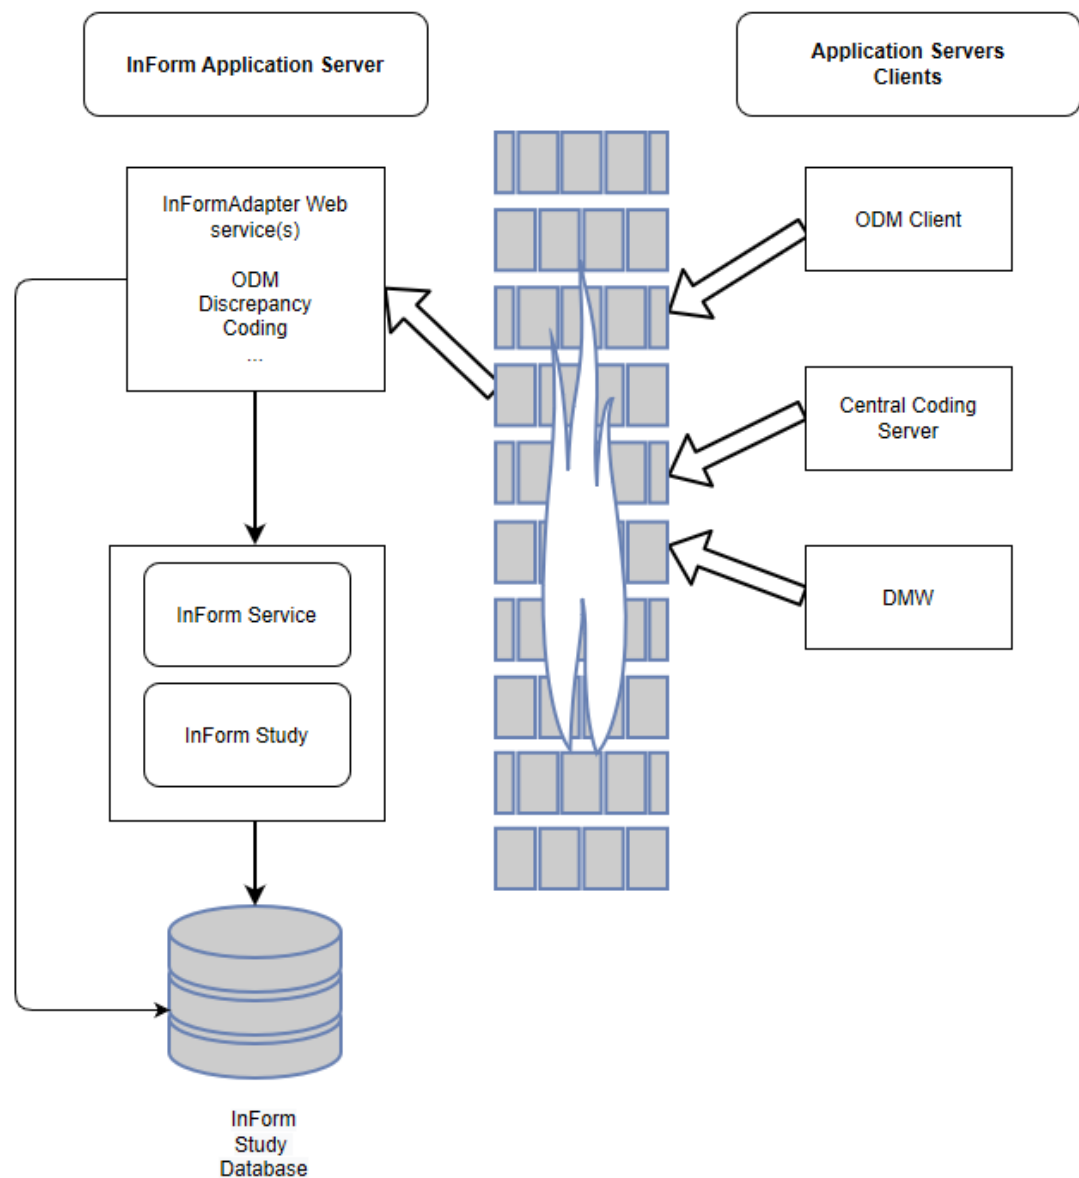 InForm Application Server
Application Servers
Clients
InFormAdapter Web
service(s)
ODM
Discrepancy
Coding
...
ODM Client
Central Coding
Server
DMW
InForm Service
InForm Study
InForm
Study
Database